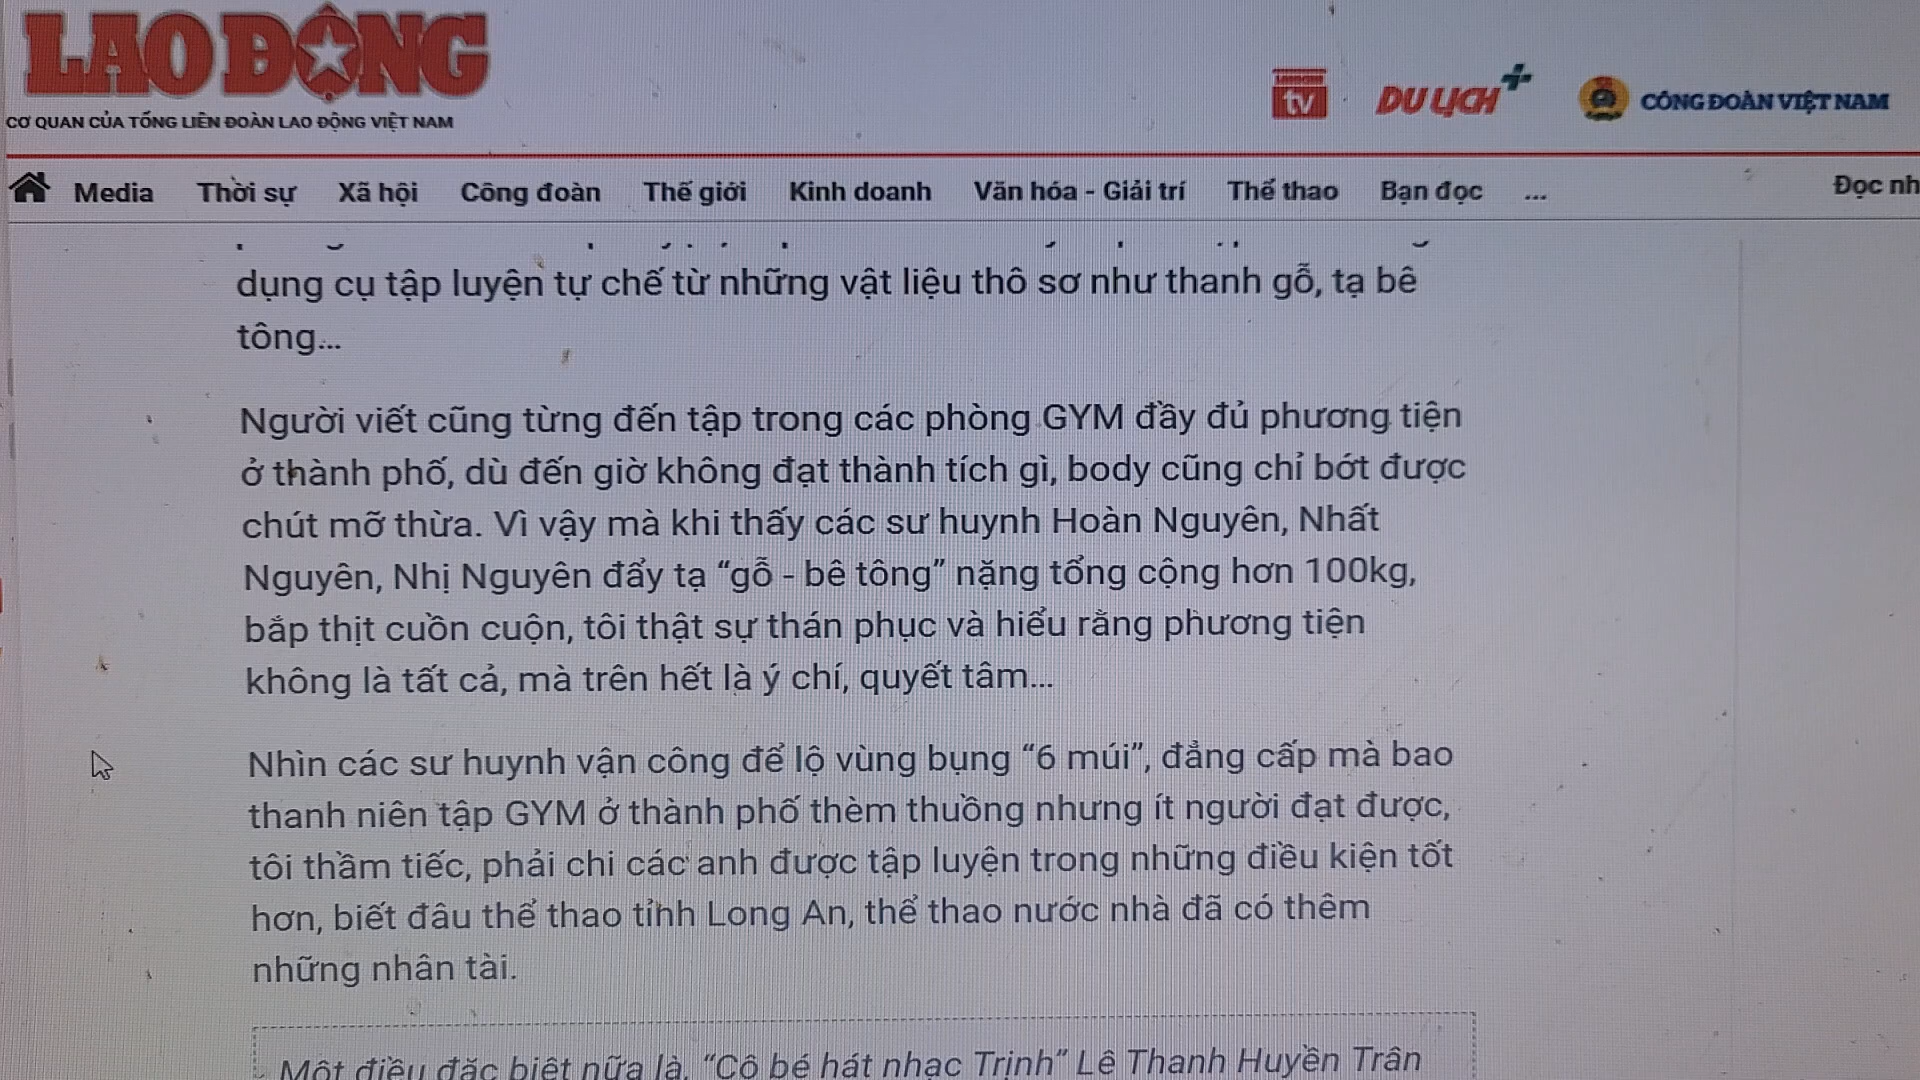 LAO ĐỘNG
CƠ QUAN CỦA TỔNG LIÊN ĐOÀN LAO ĐỘNG VIỆT NAM
tv DU LỊCH+ CÔNG ĐOÀN VIỆT NAM
Media Thời sự Xã hội Công đoàn Thế giới Kinh doanh Văn hóa - Giải trí Thể thao Bạn đọc ... Đọc nh
dụng cụ tập luyện tự chế từ những vật liệu thô sơ như thanh gỗ, tạ bê
tông...
Người viết cũng từng đến tập trong các phòng GYM đầy đủ phương tiện
ở thành phố, dù đến giờ không đạt thành tích gì, body cũng chỉ bớt được
chút mỡ thừa. Vì vậy mà khi thấy các sư huynh Hoàn Nguyên, Nhất
Nguyên, Nhị Nguyên đẩy tạ “gỗ - bê tông” nặng tổng cộng hơn 100kg,
bắp thịt cuồn cuộn, tôi thật sự thán phục và hiểu rằng phương tiện
không là tất cả, mà trên hết là ý chí, quyết tâm...
Nhìn các sư huynh vận công để lộ vùng bụng “6 múi”, đẳng cấp mà bao
thanh niên tập GYM ở thành phố thèm thuồng nhưng ít người đạt được,
tôi thầm tiếc, phải chi các anh được tập luyện trong những điều kiện tốt
hơn, biết đâu thể thao tỉnh Long An, thể thao nước nhà đã có thêm
những nhân tài.
Một điều đặc biệt nữa là, “Cô bé hát nhạc Trịnh” Lê Thanh Huyền Trân